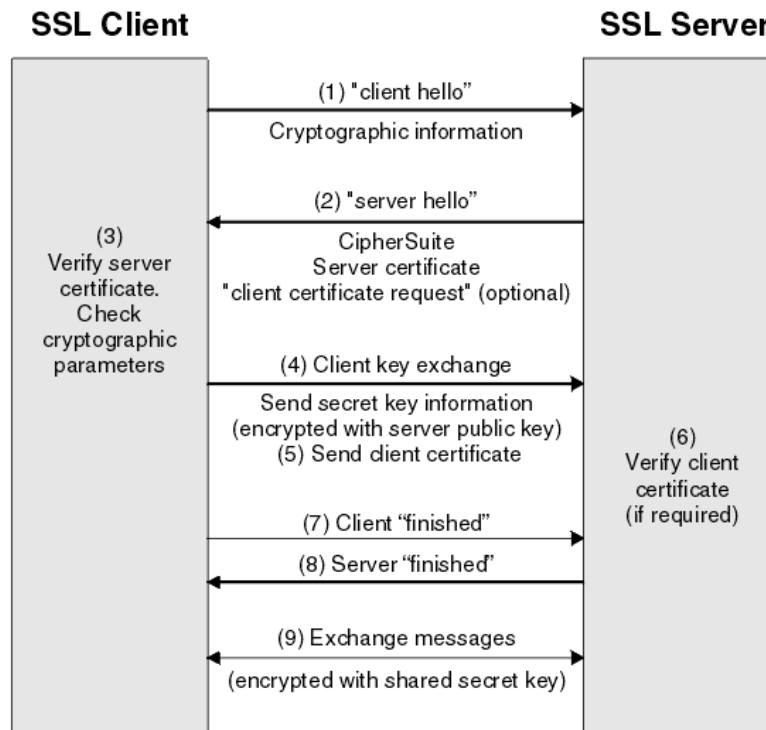 SSL Client
SSL Server
(1) "client hello”
Cryptographic information
(2) "server hello”
CipherSuite
Server certificate
"client certificate request" (optional)
(3)
Verify server
certificate.
Check
cryptographic
parameters
(4) Client key exchange
Send secret key information
(encrypted with server public key)
(5) Send client certificate
(6)
Verify client
certificate
(if required)
(7) Client “finished”
(8) Server “finished”
(9) Exchange messages
(encrypted with shared secret key)